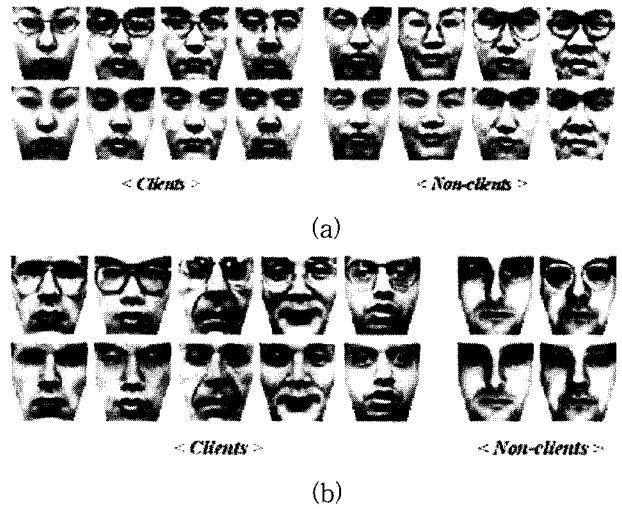 < Clients >
< Non-clients >
(a)
< Clients >
< Non-clients >
(b)